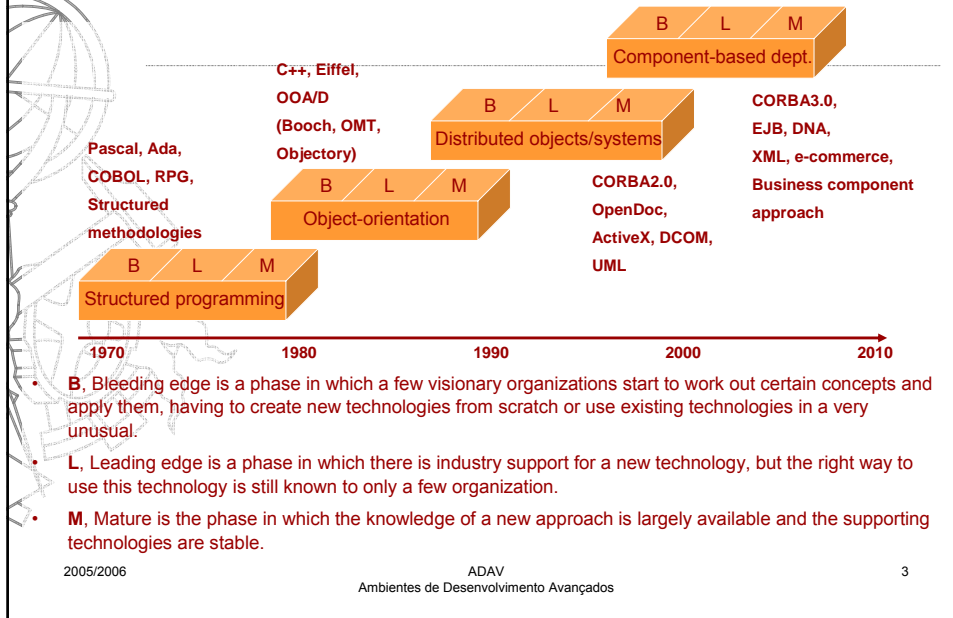 B L M
Component-based dept.
C++, Eiffel,
OOA/D
(Booch, OMT,
Objectory)
B L M
Distributed objects/systems
CORBA3.0,
EJB, DNA,
XML, e-commerce,
Business component
approach
Pascal, Ada,
COBOL, RPG,
Structured
methodologies
B L M
Object-orientation
CORBA2.0,
OpenDoc,
ActiveX, DCOM,
UML
B L M
Structured programming
1970 1980 1990 2000 2010
• B, Bleeding edge is a phase in which a few visionary organizations start to work out certain concepts and
apply them, having to create new technologies from scratch or use existing technologies in a very
unusual.
• L, Leading edge is a phase in which there is industry support for a new technology, but the right way to
use this technology is still known to only a few organization.
• M, Mature is the phase in which the knowledge of a new approach is largely available and the supporting
technologies are stable.
2005/2006 ADAV 3
Ambientes de Desenvolvimento Avançados